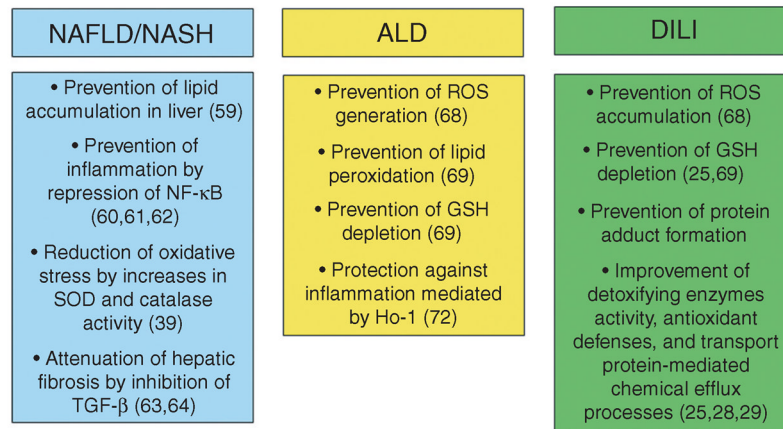 NAFLD/NASH
• Prevention of lipid
accumulation in liver (59)
• Prevention of
inflammation by
repression of NF-κB
(60,61,62)
• Reduction of oxidative
stress by increases in
SOD and catalase
activity (39)
• Attenuation of hepatic
fibrosis by inhibition of
TGF-β (63,64)
ALD
• Prevention of ROS
generation (68)
• Prevention of lipid
peroxidation (69)
• Prevention of GSH
depletion (69)
• Protection against
inflammation mediated
by Ho-1 (72)
DILI
• Prevention of ROS
accumulation (68)
• Prevention of GSH
depletion (25,69)
• Prevention of protein
adduct formation
• Improvement of
detoxifying enzymes
activity, antioxidant
defenses, and transport
protein-mediated
chemical efflux
processes (25,28,29)